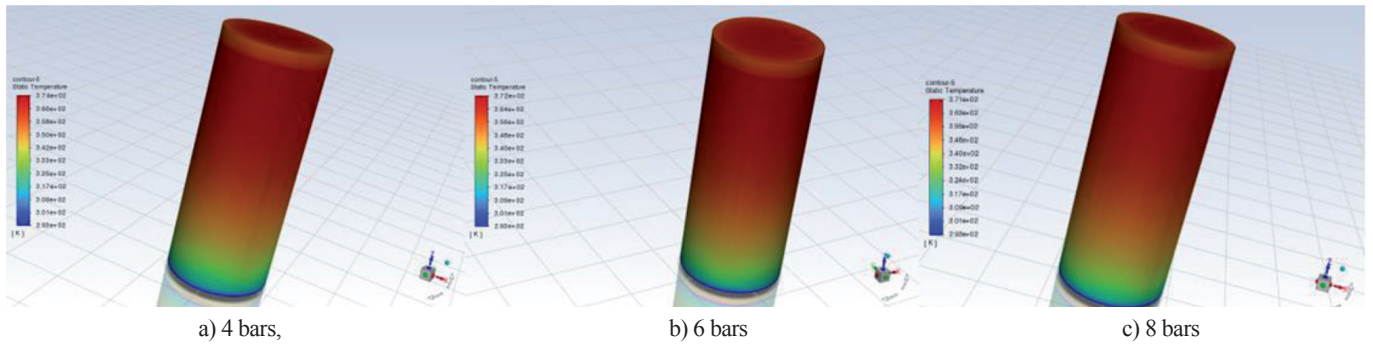 contour-5
Static Temperature
3.74e+02
3.66e+02
3.58e+02
3.50e+02
3.42e+02
3.33e+02
3.25e+02
3.17e+02
3.09e+02
3.01e+02
2.93e+02
[ K ]
contour-5
Static Temperature
3.72e+02
3.64e+02
3.56e+02
3.48e+02
3.40e+02
3.33e+02
3.25e+02
3.17e+02
3.09e+02
3.01e+02
2.93e+02
[ K ]
contour-5
Static Temperature
3.71e+02
3.63e+02
3.56e+02
3.48e+02
3.40e+02
3.32e+02
3.24e+02
3.17e+02
3.09e+02
3.01e+02
2.93e+02
[ K ]
a) 4 bars,
b) 6 bars
c) 8 bars